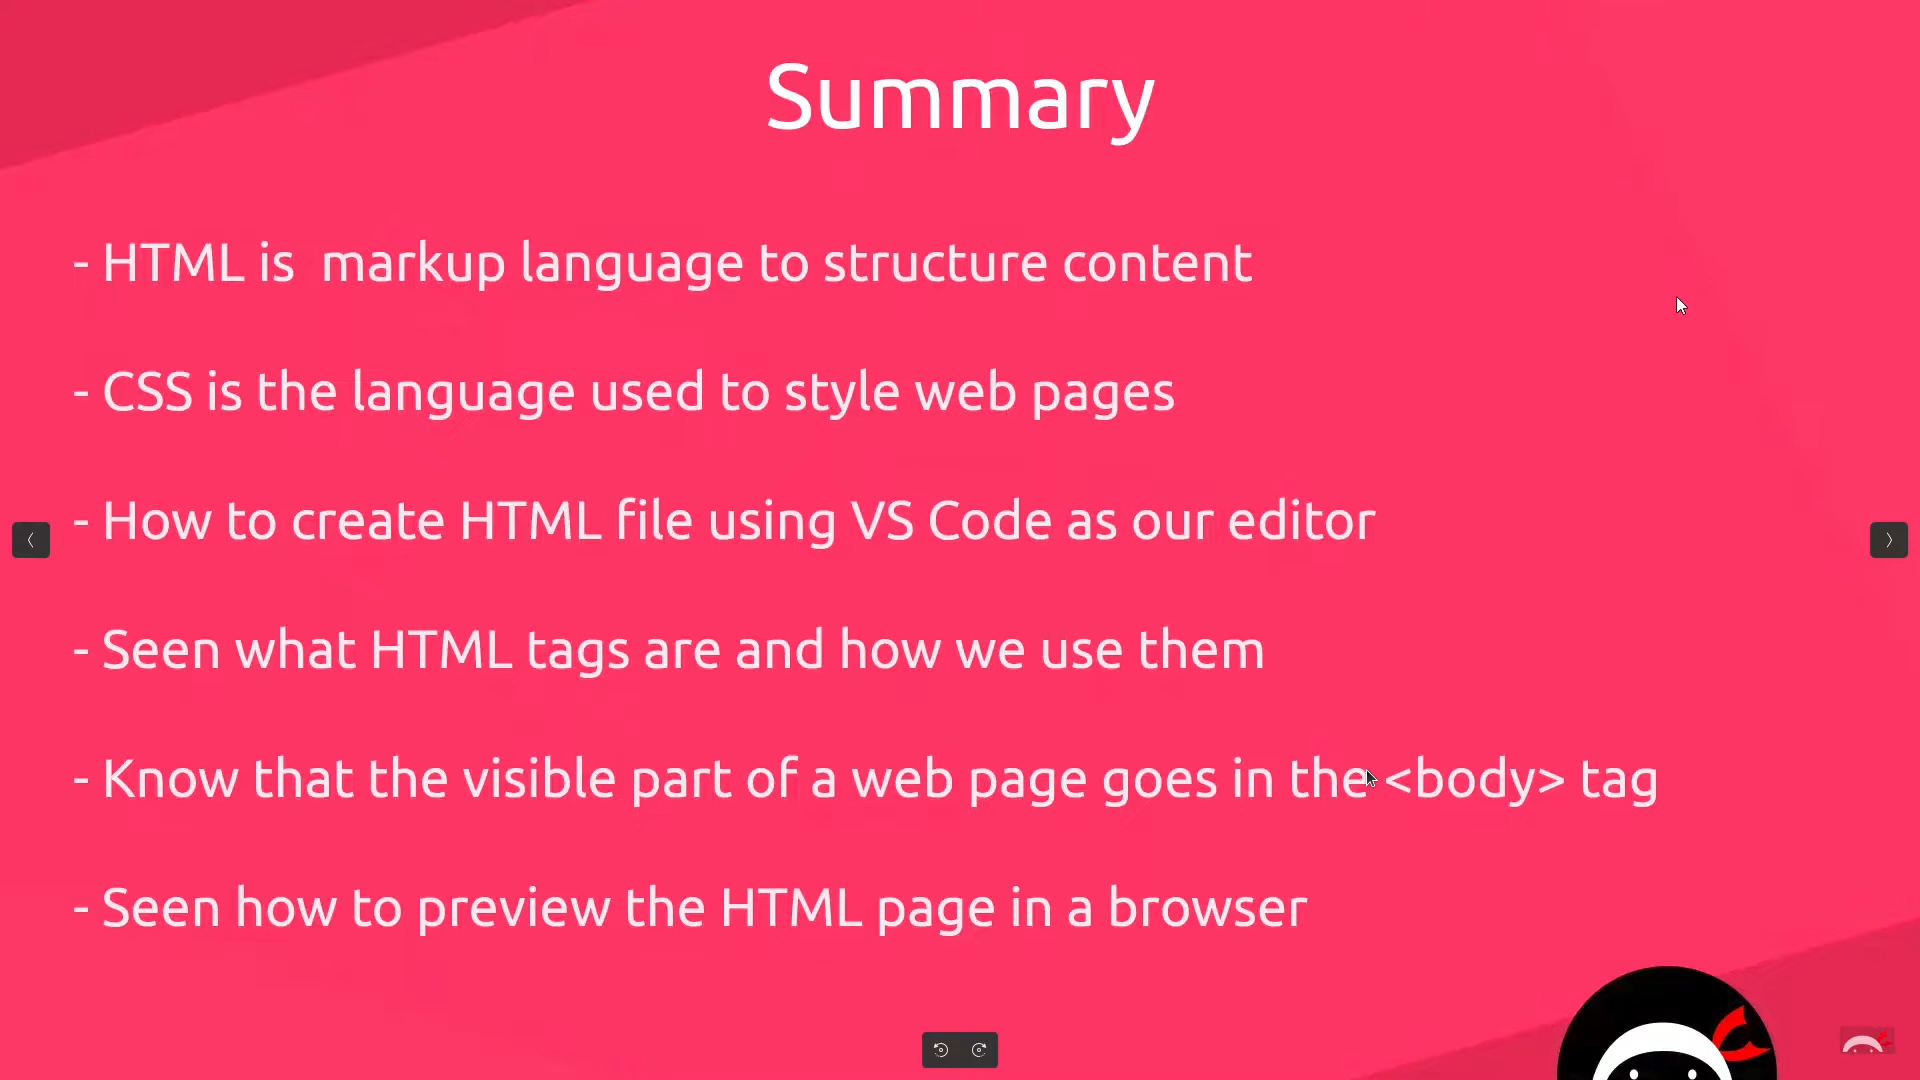 Summary
- HTML is  markup language to structure content
- CSS is the language used to style web pages
- How to create HTML file using VS Code as our editor
- Seen what HTML tags are and how we use them
- Know that the visible part of a web page goes in the <body> tag
- Seen how to preview the HTML page in a browser